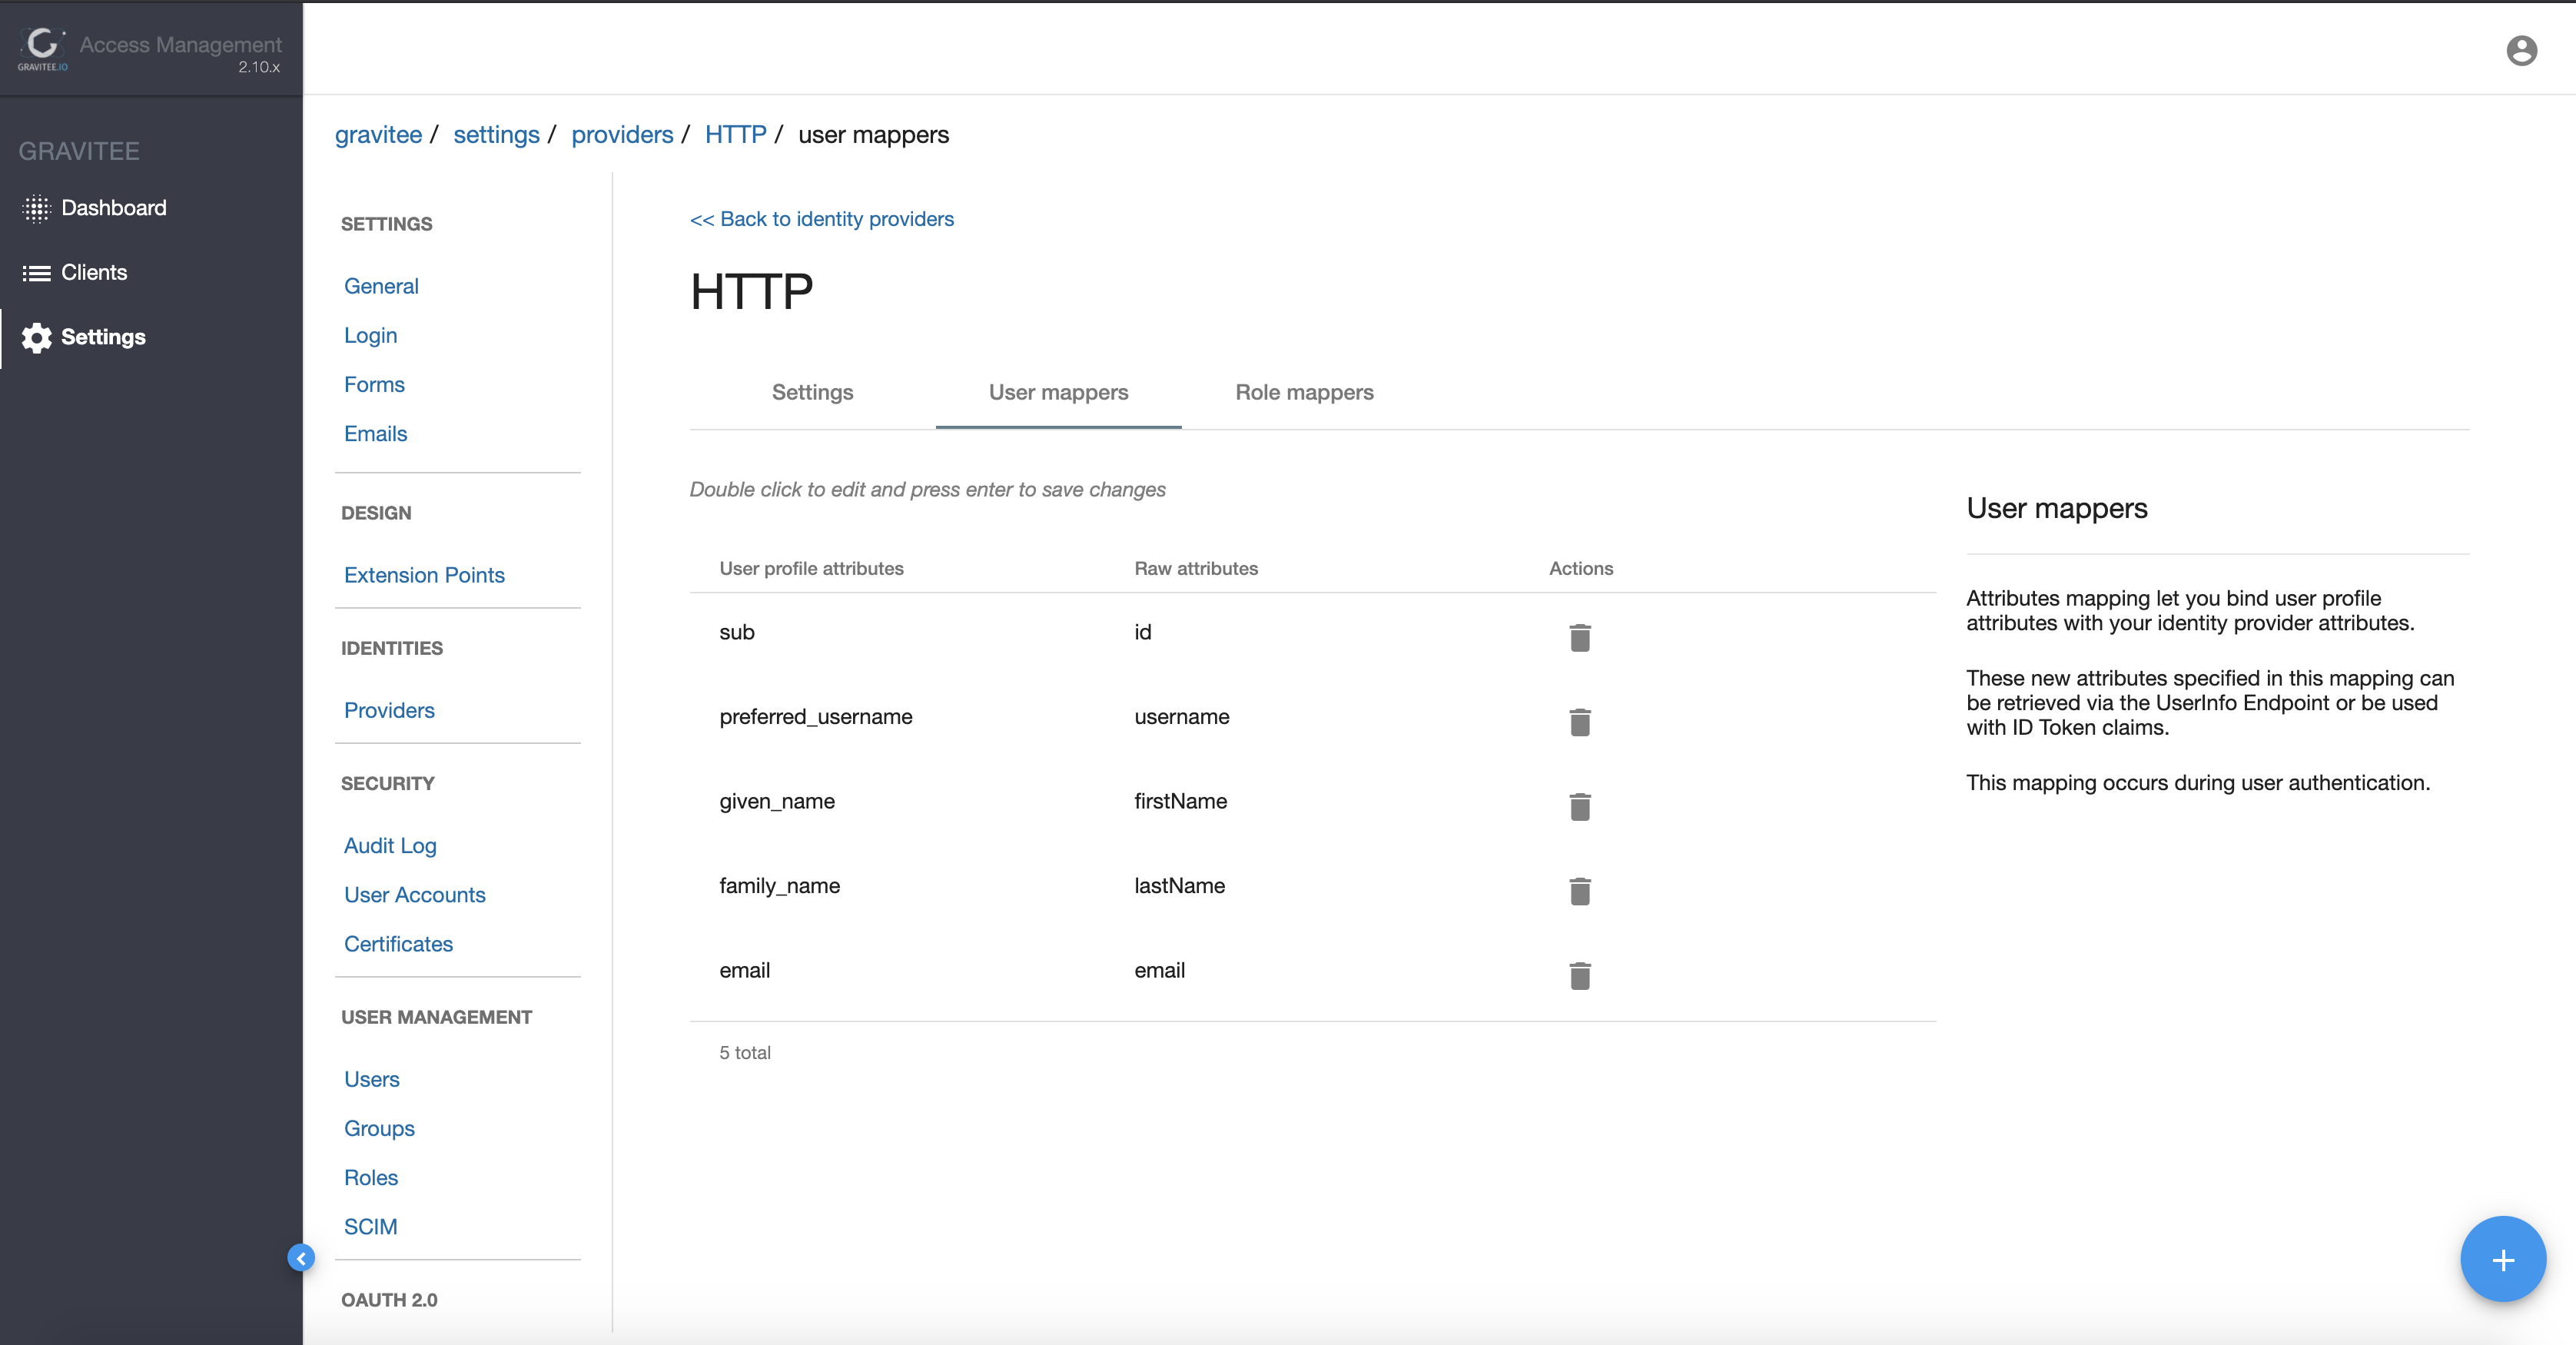 GRAVITEE.IO
Access Management
2.10.x
GRAVITEE
Dashboard
Clients
Settings
gravitee / settings / providers / HTTP / user mappers
SETTINGS
General
Login
Forms
Emails
DESIGN
Extension Points
IDENTITIES
Providers
SECURITY
Audit Log
User Accounts
Certificates
USER MANAGEMENT
Users
Groups
Roles
SCIM
OAUTH 2.0
<< Back to identity providers
HTTP
Settings User mappers Role mappers
Double click to edit and press enter to save changes
User profile attributes Raw attributes Actions
sub id
preferred_username username
given_name firstName
family_name lastName
email email
5 total
User mappers
Attributes mapping let you bind user profile
attributes with your identity provider attributes.
These new attributes specified in this mapping can
be retrieved via the UserInfo Endpoint or be used
with ID Token claims.
This mapping occurs during user authentication.